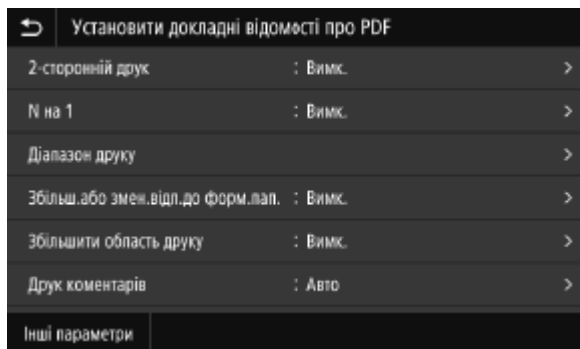 Установити докладні відомості про PDF
2-сторонній друк : Вимк. >
N на 1 : Вимк. >
Діапазон друку >
Збільш.або змен.відп.до форм.пап. : Вимк. >
Збільшити область друку : Вимк. >
Друк коментарів : Авто >
Інші параметри